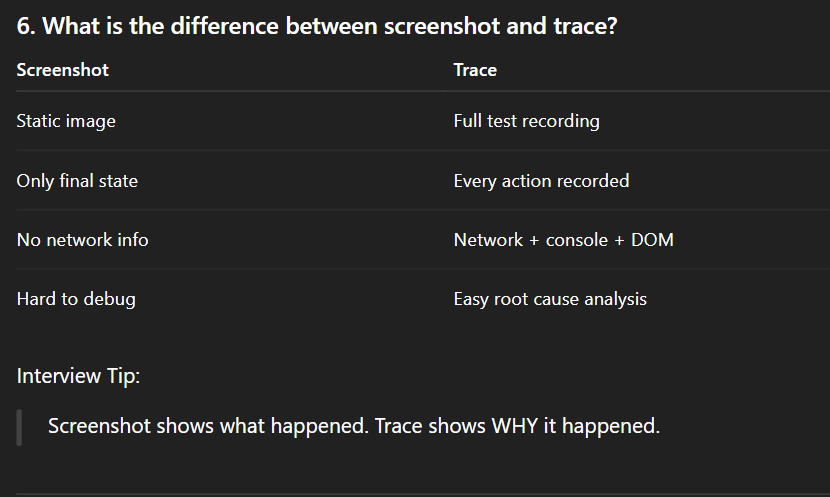 6. What is the difference between screenshot and trace?
Screenshot Trace
Static image Full test recording
Only final state Every action recorded
No network info Network + console + DOM
Hard to debug Easy root cause analysis
Interview Tip:
Screenshot shows what happened. Trace shows WHY it happened.